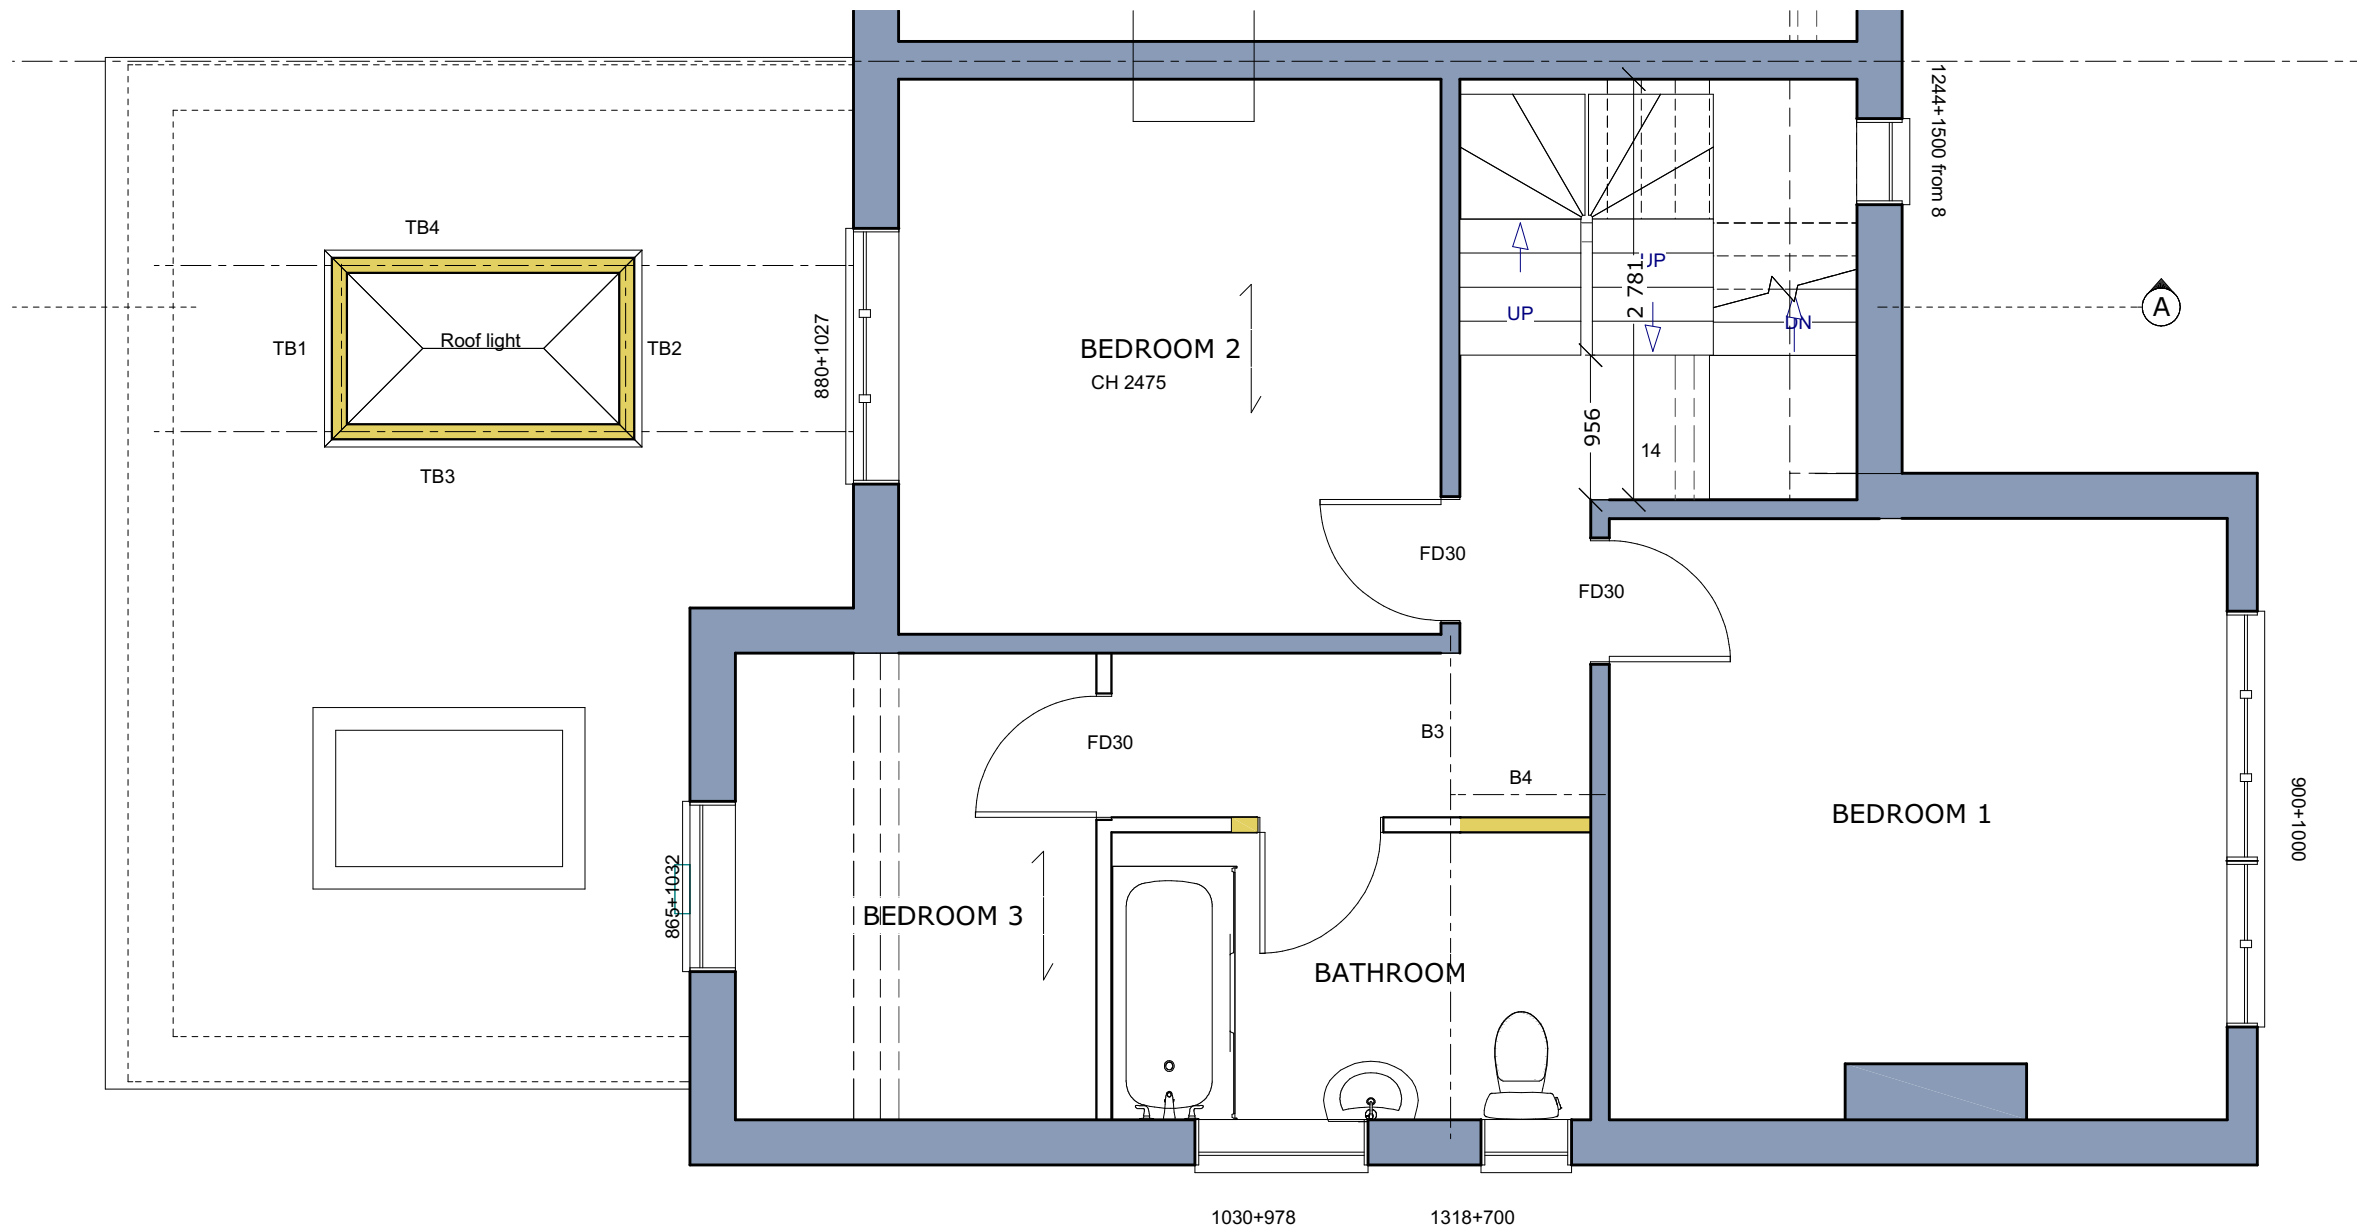 1244+1500 from 8
TB4
Roof light
TB1
TB2
TB3
880+1027
BEDROOM 2
CH 2475
UP
UP
2 781
DN
A
956
14
FD30
FD30
FD30
B3
B4
BEDROOM 1
900+1000
865+1032
BEDROOM 3
BATHROOM
1030+978
1318+700